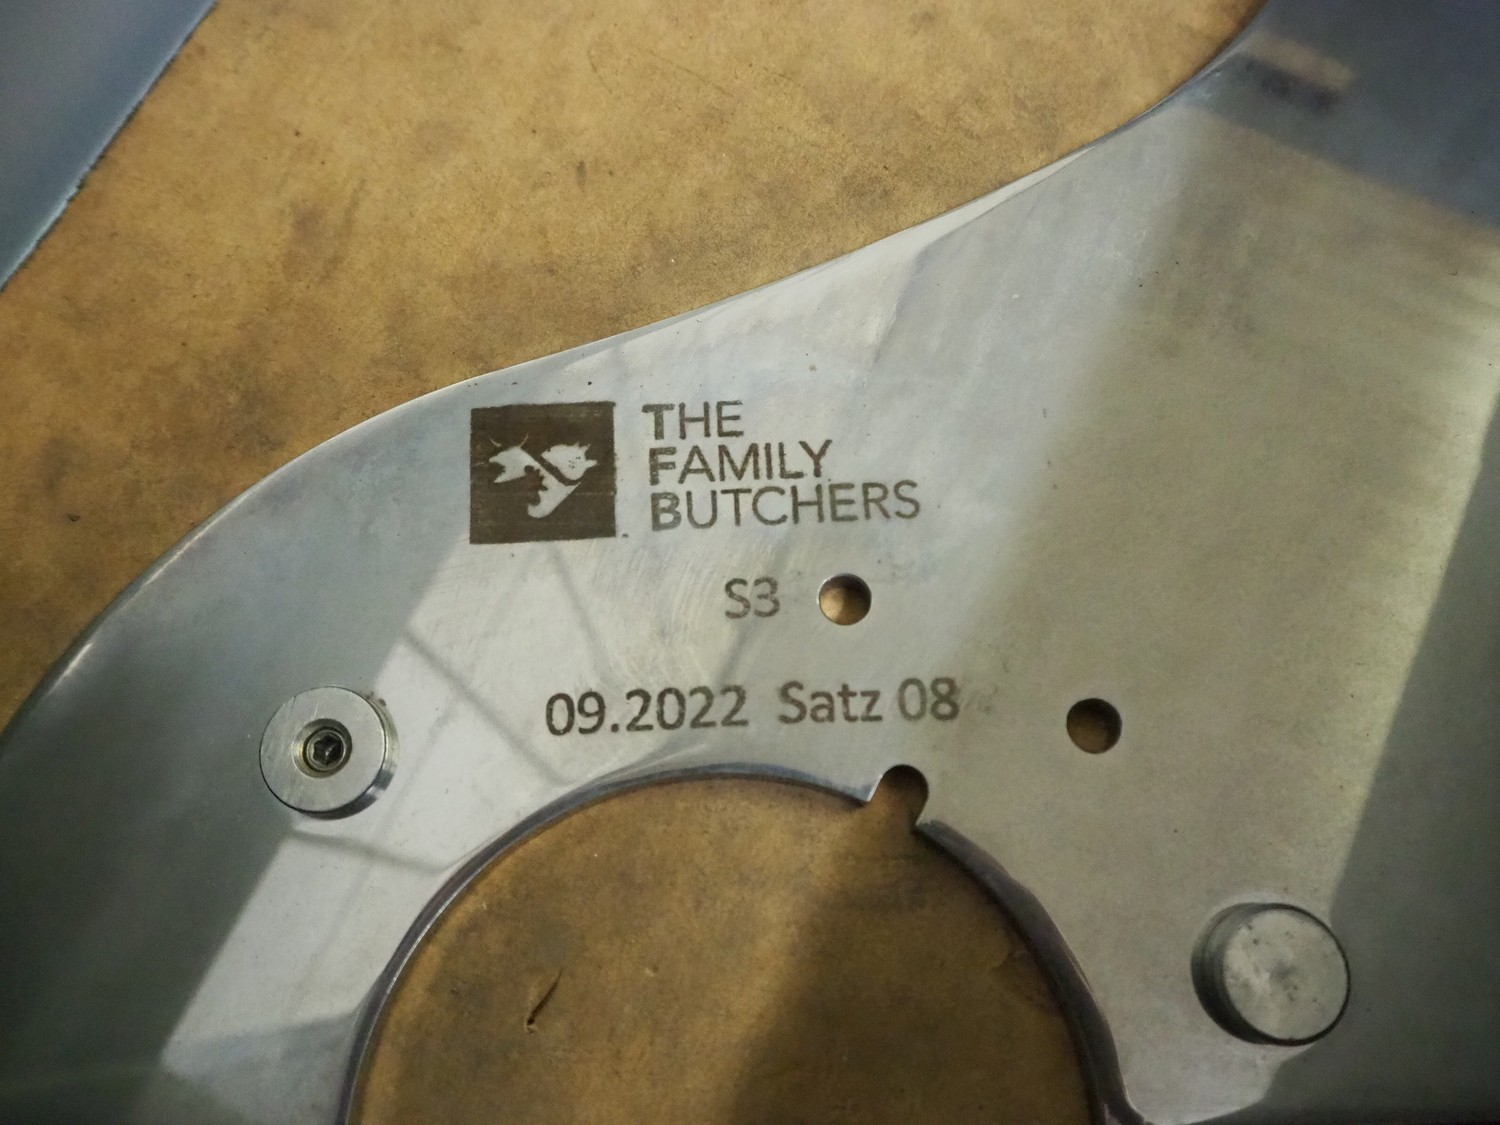 THE
FAMILY
BUTCHERS
S3
09.2022 Satz 08